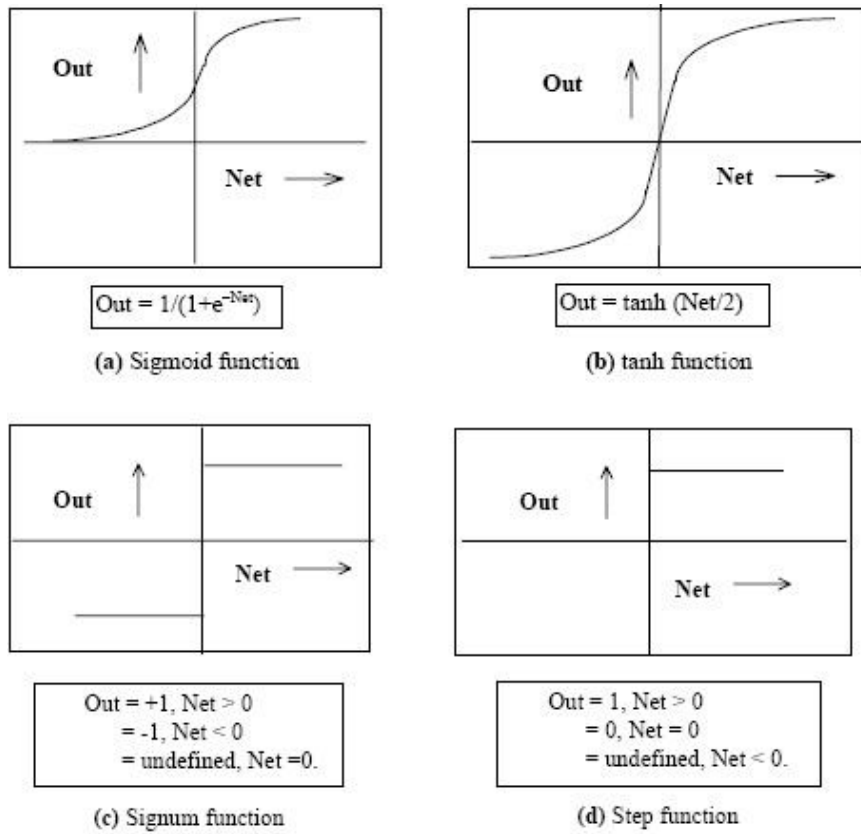 Out
Net
Out = 1/(1+e^–Net)
(a) Sigmoid function
Out
Net
Out = tanh (Net/2)
(b) tanh function
Out
Net
Out = +1, Net > 0
= -1, Net < 0
= undefined, Net =0.
(c) Signum function
Out
Net
Out = 1, Net > 0
= 0, Net = 0
= undefined, Net < 0.
(d) Step function